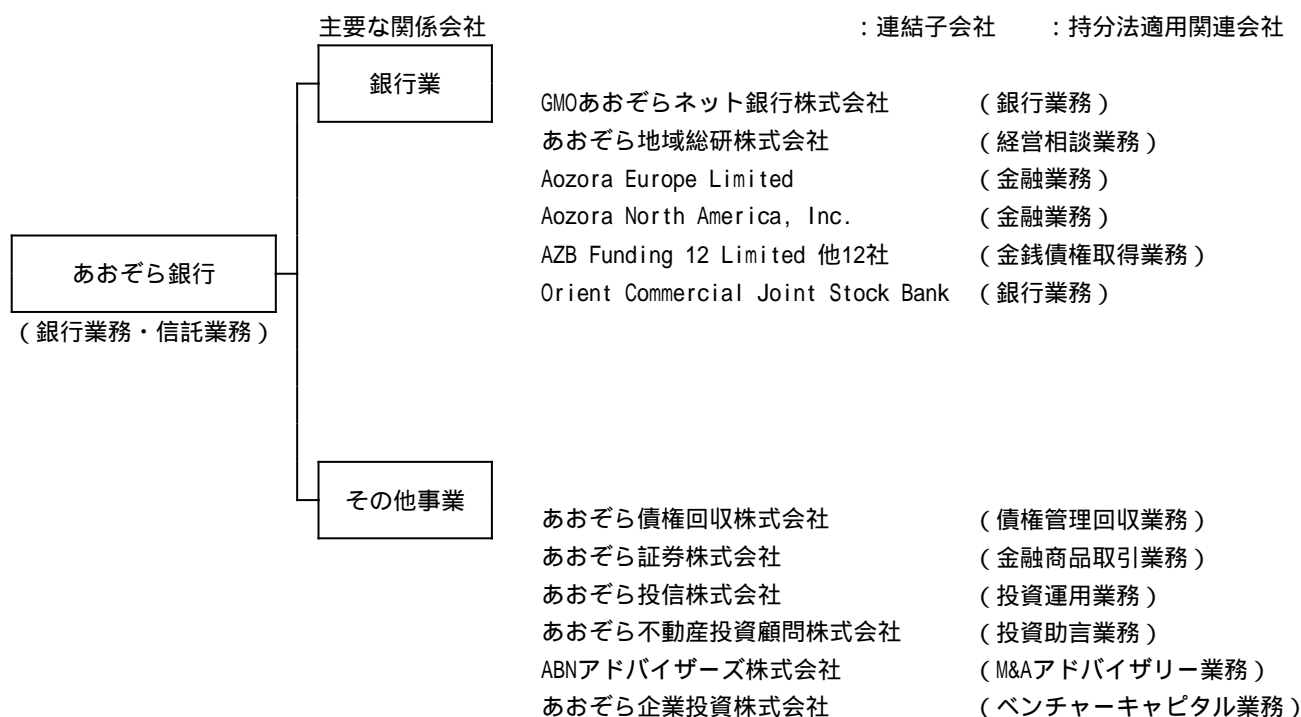 主要な関係会社 ：連結子会社 ：持分法適用関連会社
銀行業
GMOあおぞらネット銀行株式会社 （銀行業務）
あおぞら地域総研株式会社 （経営相談業務）
Aozora Europe Limited （金融業務）
Aozora North America, Inc. （金融業務）
AZB Funding 12 Limited 他12社 （金銭債権取得業務）
Orient Commercial Joint Stock Bank （銀行業務）
あおぞら銀行
（銀行業務・信託業務）
その他事業
あおぞら債権回収株式会社 （債権管理回収業務）
あおぞら証券株式会社 （金融商品取引業務）
あおぞら投信株式会社 （投資運用業務）
あおぞら不動産投資顧問株式会社 （投資助言業務）
ABNアドバイザーズ株式会社 （M&Aアドバイザリー業務）
あおぞら企業投資株式会社 （ベンチャーキャピタル業務）